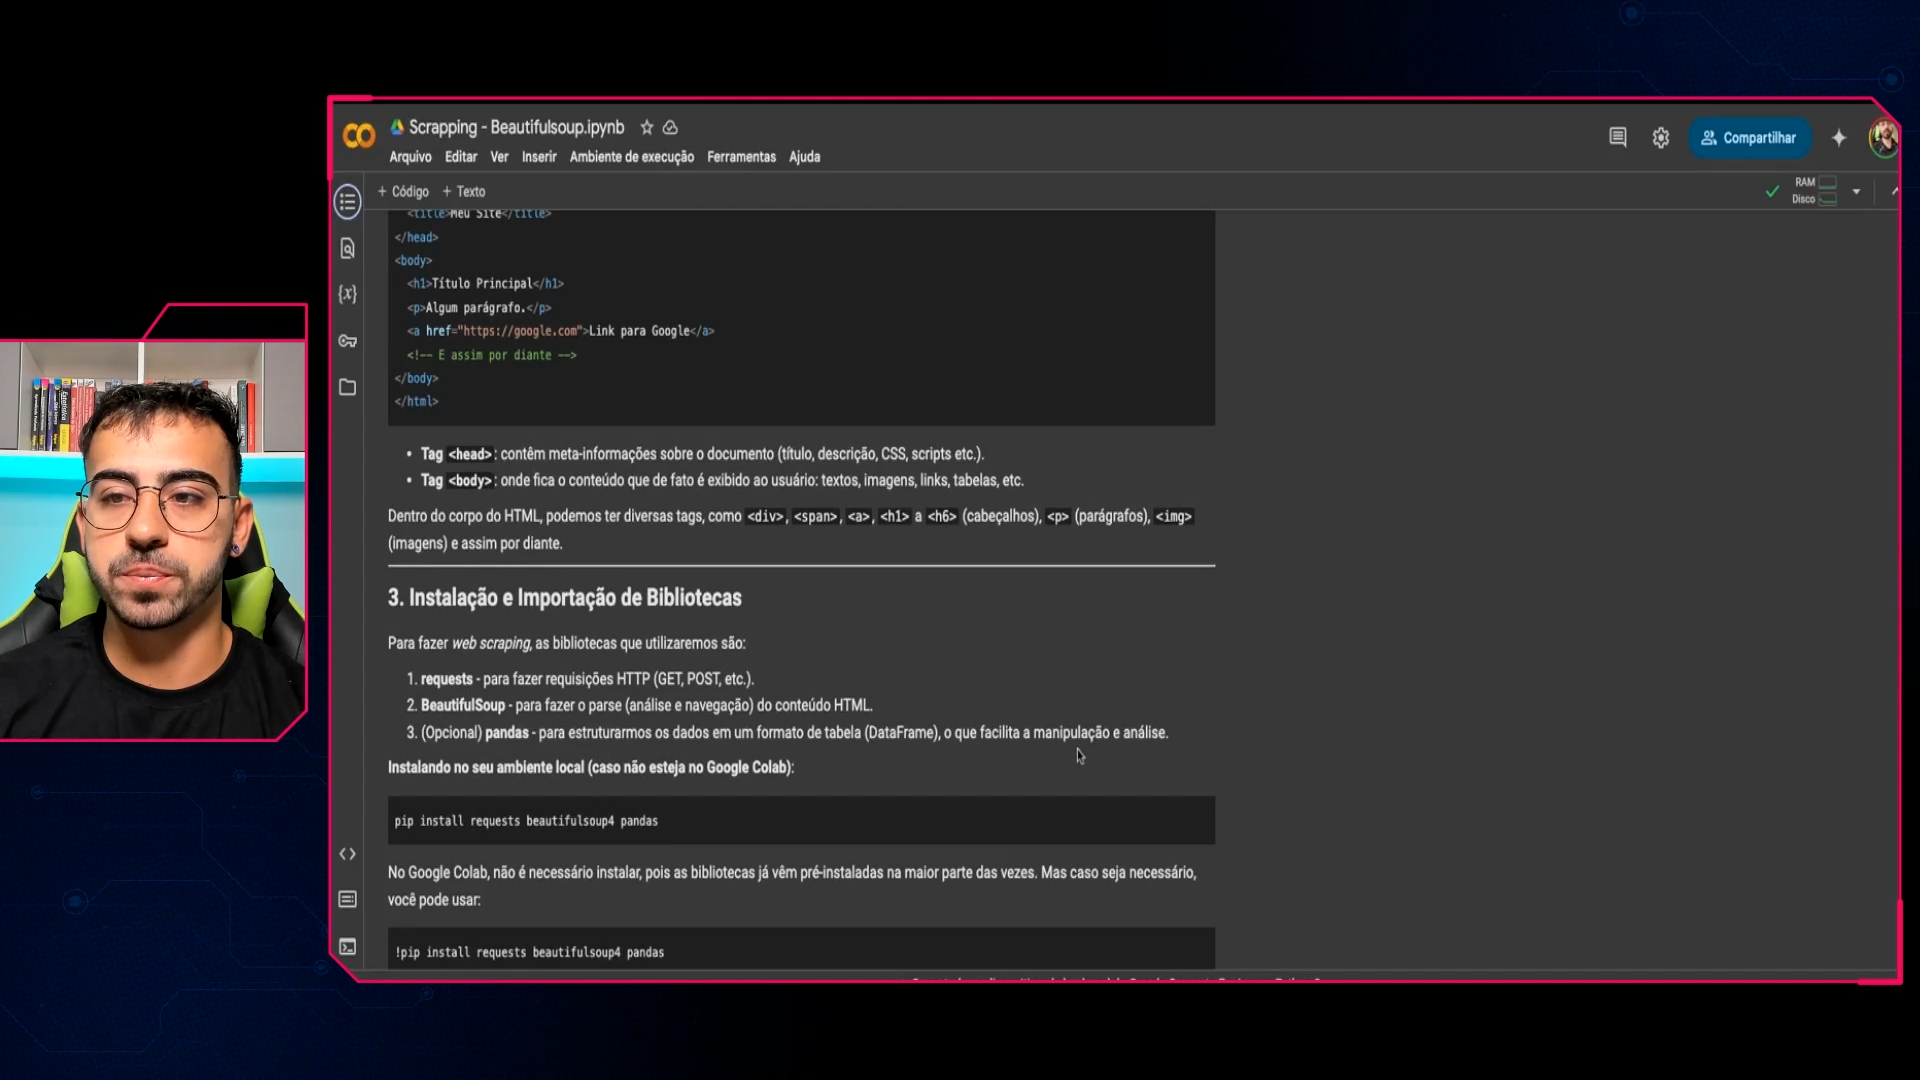 Scrapping - Beautifulsoup.ipynb
Arquivo Editar Ver Inserir Ambiente de execução Ferramentas Ajuda
Compartilhar
+ Código + Texto
RAM
Disco
<title>Meu Site</title>
</head>
<body>
<h1>Título Principal</h1>
<p>Algum parágrafo.</p>
<a href="https://google.com">Link para Google</a>
<!-- E assim por diante -->
</body>
</html>
• Tag <head>: contêm meta-informações sobre o documento (título, descrição, CSS, scripts etc.).
• Tag <body>: onde fica o conteúdo que de fato é exibido ao usuário: textos, imagens, links, tabelas, etc.
Dentro do corpo do HTML, podemos ter diversas tags, como <div>, <span>, <a>, <h1> a <h6> (cabeçalhos), <p> (parágrafos), <img>
(imagens) e assim por diante.
3. Instalação e Importação de Bibliotecas
Para fazer web scraping, as bibliotecas que utilizaremos são:
1. requests - para fazer requisições HTTP (GET, POST, etc.).
2. BeautifulSoup - para fazer o parse (análise e navegação) do conteúdo HTML.
3. (Opcional) pandas - para estruturarmos os dados em um formato de tabela (DataFrame), o que facilita a manipulação e análise.
Instalando no seu ambiente local (caso não esteja no Google Colab):
pip install requests beautifulsoup4 pandas
No Google Colab, não é necessário instalar, pois as bibliotecas já vêm pré-instaladas na maior parte das vezes. Mas caso seja necessário,
você pode usar:
!pip install requests beautifulsoup4 pandas